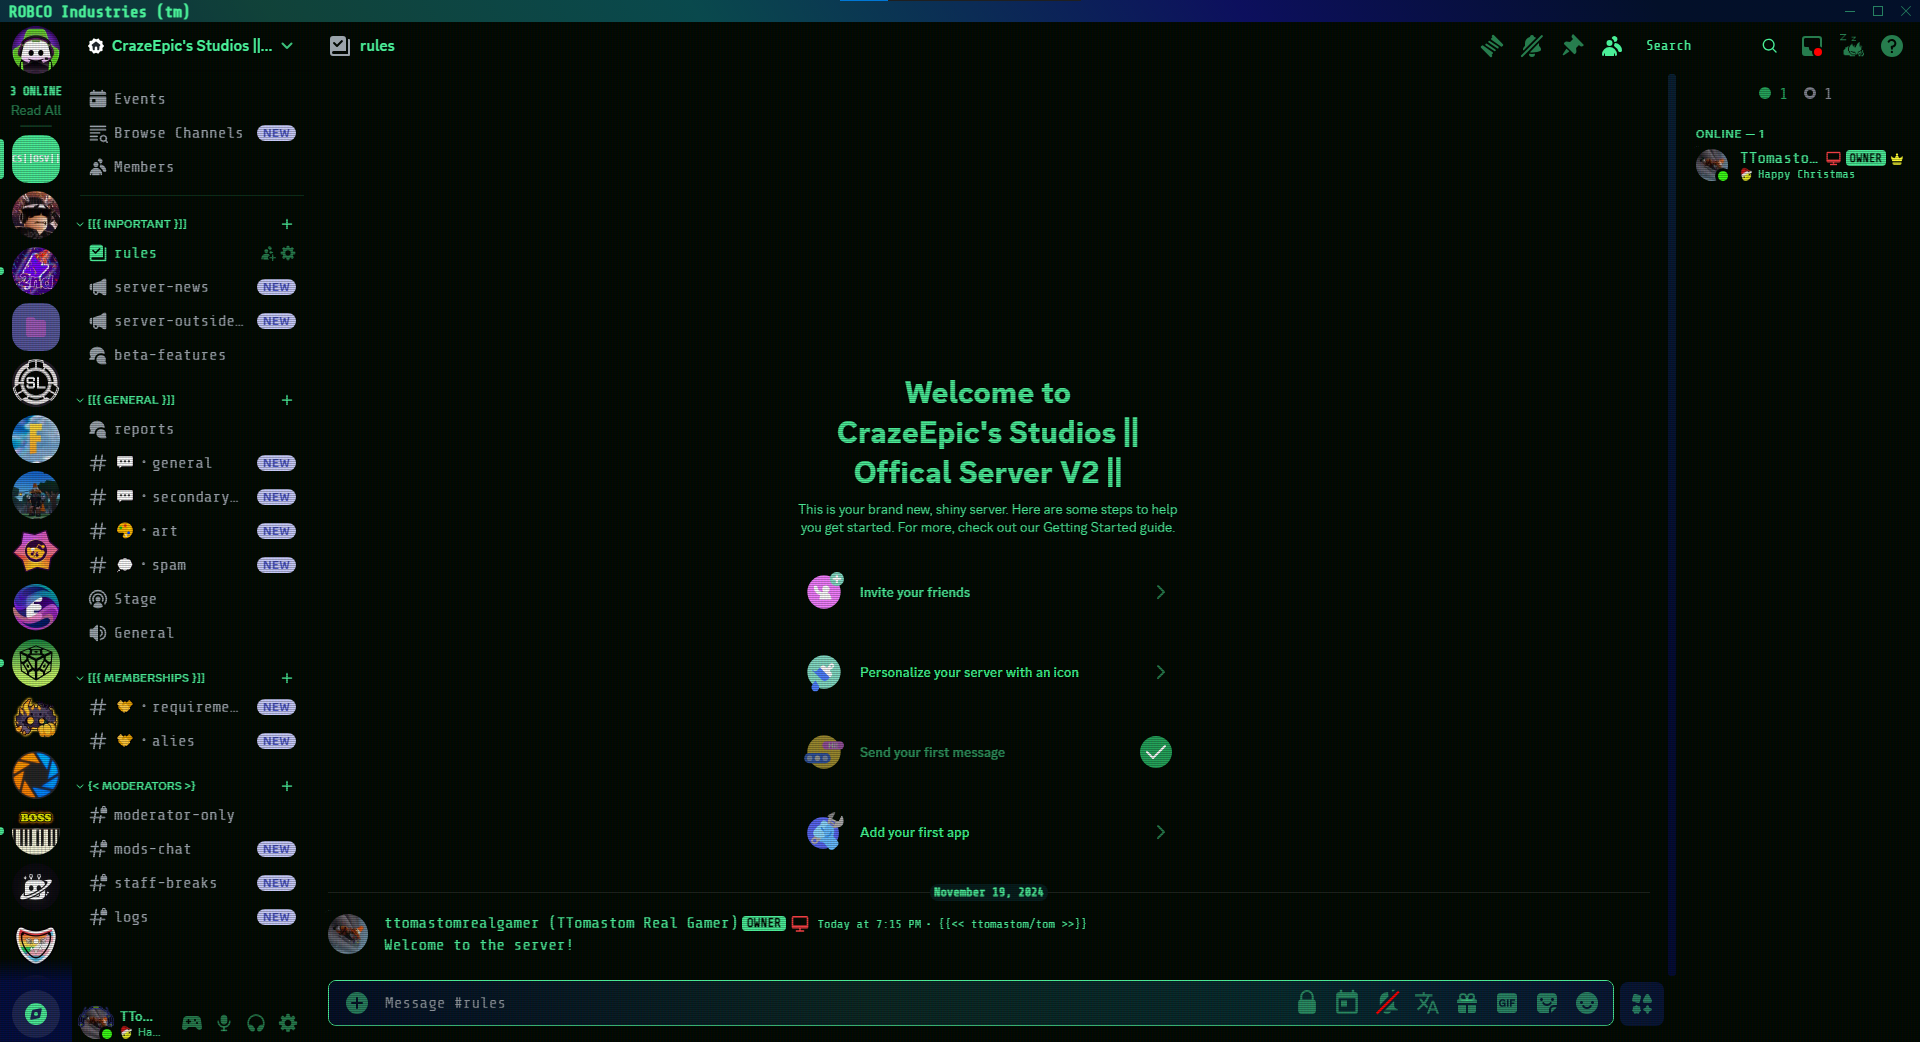 ROBCO Industries (tm)
3 ONLINE
Read All
2nd
SL
F
BOSS
CrazeEpic's Studios ||...
Events
Browse Channels NEW
Members
[[[ INPORTANT ]]]
rules
server-news NEW
server-outside… NEW
beta-features
[[[ GENERAL ]]]
reports
general NEW
secondary… NEW
art NEW
spam NEW
Stage
General
[[[ MEMBERSHIPS ]]]
requireme… NEW
alies NEW
{< MODERATORS >}
moderator-only
mods-chat NEW
staff-breaks NEW
logs NEW
TTo...
Ha...
rules
Search
Welcome to
CrazeEpic's Studios ||
Offical Server V2 ||
This is your brand new, shiny server. Here are some steps to help
you get started. For more, check out our Getting Started guide.
Invite your friends
Personalize your server with an icon
Send your first message
Add your first app
November 19, 2024
ttomastomrealgamer (TTomastom Real Gamer) OWNER Today at 7:15 PM • {[<< ttomastom/tom >>]}
Welcome to the server!
Message #rules
GIF
1 1
ONLINE — 1
TTomasto… OWNER
Happy Christmas